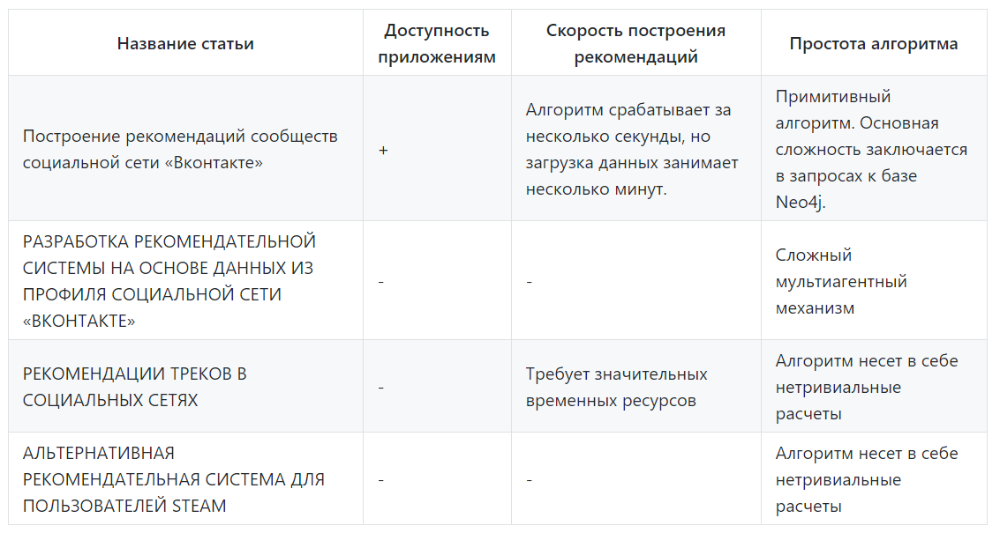 Название статьи
Доступность
приложениям
Скорость построения
рекомендаций
Простота алгоритма
Построение рекомендаций сообществ
социальной сети «Вконтакте»
+
Алгоритм срабатывает за
несколько секунды, но
загрузка данных занимает
несколько минут.
Примитивный
алгоритм. Основная
сложность заключается
в запросах к базе
Neo4j.
РАЗРАБОТКА РЕКОМЕНДАТЕЛЬНОЙ
СИСТЕМЫ НА ОСНОВЕ ДАННЫХ ИЗ
ПРОФИЛЯ СОЦИАЛЬНОЙ СЕТИ
«ВКОНТАКТЕ»
-
-
Сложный
мультиагентный
механизм
РЕКОМЕНДАЦИИ ТРЕКОВ В
СОЦИАЛЬНЫХ СЕТЯХ
-
Требует значительных
временных ресурсов
Алгоритм несет в себе
нетривиальные
расчеты
АЛЬТЕРНАТИВНАЯ
РЕКОМЕНДАТЕЛЬНАЯ СИСТЕМА ДЛЯ
ПОЛЬЗОВАТЕЛЕЙ STEAM
-
-
Алгоритм несет в себе
нетривиальные
расчеты